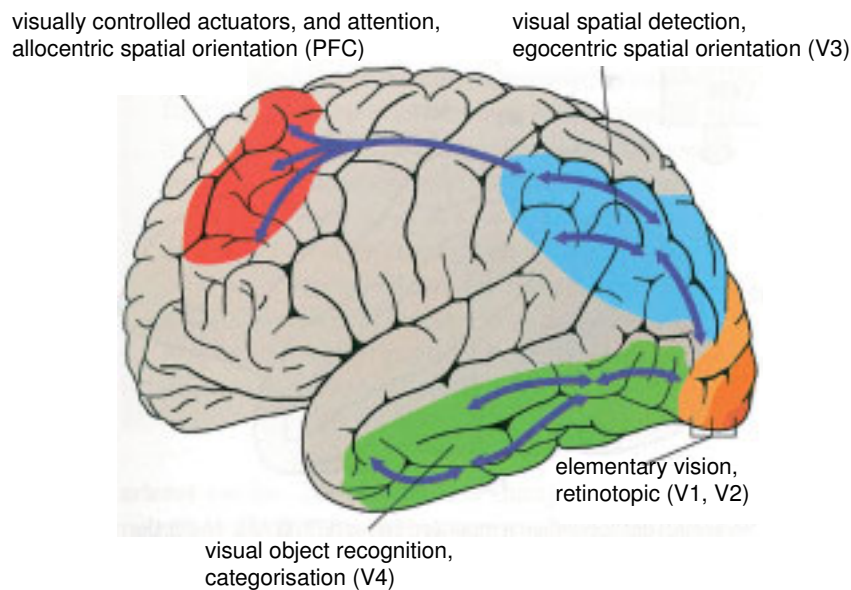 visually controlled actuators, and attention,
allocentric spatial orientation (PFC)
visual spatial detection,
egocentric spatial orientation (V3)
elementary vision,
retinotopic (V1, V2)
visual object recognition,
categorisation (V4)